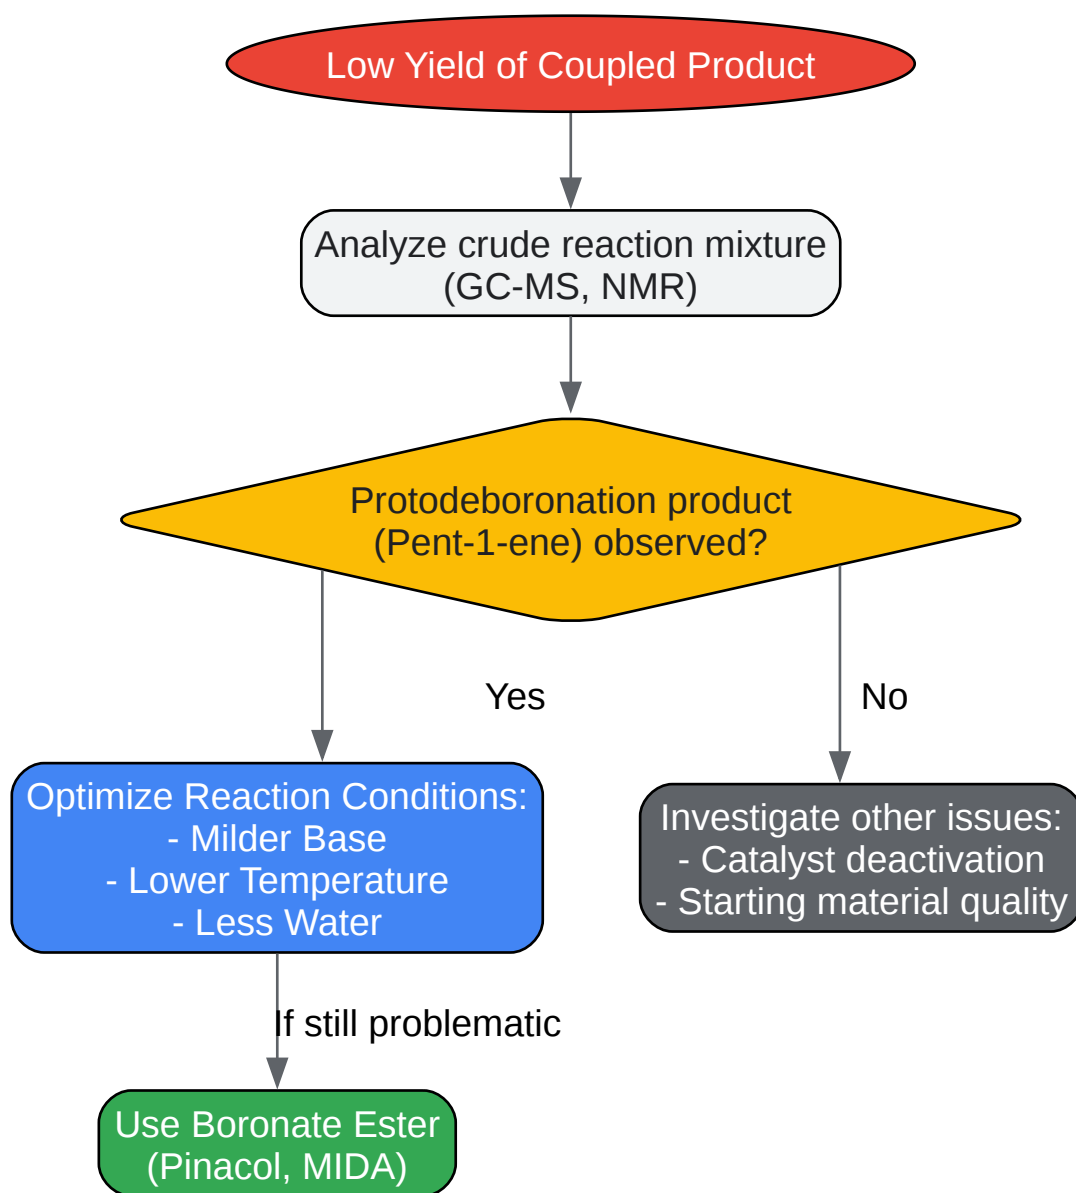 Low Yield of Coupled Product
Analyze crude reaction mixture
(GC-MS, NMR)
Protodeboronation product
(Pent-1-ene) observed?
Yes
No
Optimize Reaction Conditions:
- Milder Base
- Lower Temperature
- Less Water
Investigate other issues:
- Catalyst deactivation
- Starting material quality
If still problematic
Use Boronate Ester
(Pinacol, MIDA)